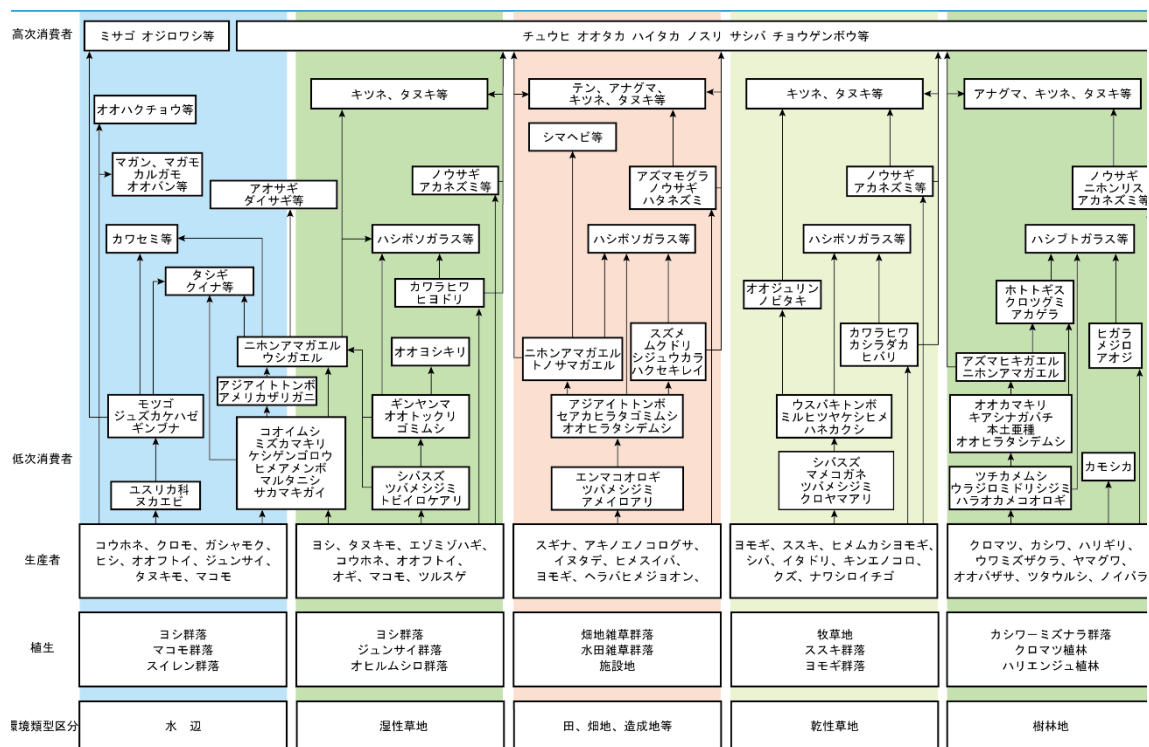 高次消費者
ミサゴ オジロワシ等
チュウヒ オオタカ ハイタカ ノスリ サシバ チョウゲンボウ等
オオハクチョウ等
マガン、マガモ
カルガモ
オオバン等
アオサギ
ダイサギ等
カワセミ等
タシギ
クイナ等
ニホンアマガエル
ウシガエル
アジアイトトンボ
アメリカザリガニ
モツゴ
ジュズカケハゼ
ギンブナ
コオイムシ
ミズカマキリ
ケシゲンゴロウ
ヒメアメンボ
マルタニシ
サカマキガイ
ユスリカ科
ヌカエビ
キツネ、タヌキ等
ノウサギ
アカネズミ等
ハシボソガラス等
カワラヒワ
ヒヨドリ
オオヨシキリ
ギンヤンマ
オオトックリ
ゴミムシ
シバスズ
ツバメシジミ
トビイロケアリ
テン、アナグマ、
キツネ、タヌキ等
シマヘビ等
アズマモグラ
ノウサギ
ハタネズミ
ハシボソガラス等
スズメ
ムクドリ
シジュウカラ
ハクセキレイ
ニホンアマガエル
トノサマガエル
アジアイトトンボ
セアカヒラタゴミムシ
オオヒラタシデムシ
エンマコオロギ
ツバメシジミ
アメイロアリ
キツネ、タヌキ等
ノウサギ
アカネズミ等
ハシボソガラス等
オオジュリン
ノビタキ
カワラヒワ
カシラダカ
ヒバリ
ウスバキトンボ
ミルヒツヤケシヒメ
ハネカクシ
シバスズ
マメコガネ
ツバメシジミ
クロヤマアリ
アナグマ、キツネ、タヌキ等
ノウサギ
ニホンリス
アカネズミ等
ハシブトガラス等
ホトトギス
クロツグミ
アカゲラ
ヒガラ
メジロ
アオジ
アズマヒキガエル
ニホンアマガエル
オオカマキリ
キアシナガバチ
本土亜種
オオヒラタシデムシ
ツチカメムシ
ウラジロミドリシジミ
ハラオカメコオロギ
カモシカ
低次消費者
生産者
コウホネ、クロモ、ガシャモク、
ヒシ、オオフトイ、ジュンサイ、
タヌキモ、マコモ
ヨシ、タヌキモ、エゾミゾハギ、
コウホネ、オオフトイ、
オギ、マコモ、ツルスゲ
スギナ、アキノエノコログサ、
イヌタデ、ヒメスイバ、
ヨモギ、ヘラバヒメジョオン、
ヨモギ、ススキ、ヒメムカシヨモギ、
シバ、イタドリ、キンエノコロ、
クズ、ナワシロイチゴ
クロマツ、カシワ、ハリギリ、
ウワミズザクラ、ヤマグワ、
オオバザサ、ツタウルシ、ノイバラ
植生
ヨシ群落
マコモ群落
スイレン群落
ヨシ群落
ジュンサイ群落
オヒルムシロ群落
畑地雑草群落
水田雑草群落
施設地
牧草地
ススキ群落
ヨモギ群落
カシワーミズナラ群落
クロマツ植林
ハリエンジュ植林
環境類型区分
水 辺
湿性草地
田、畑地、造成地等
乾性草地
樹林地